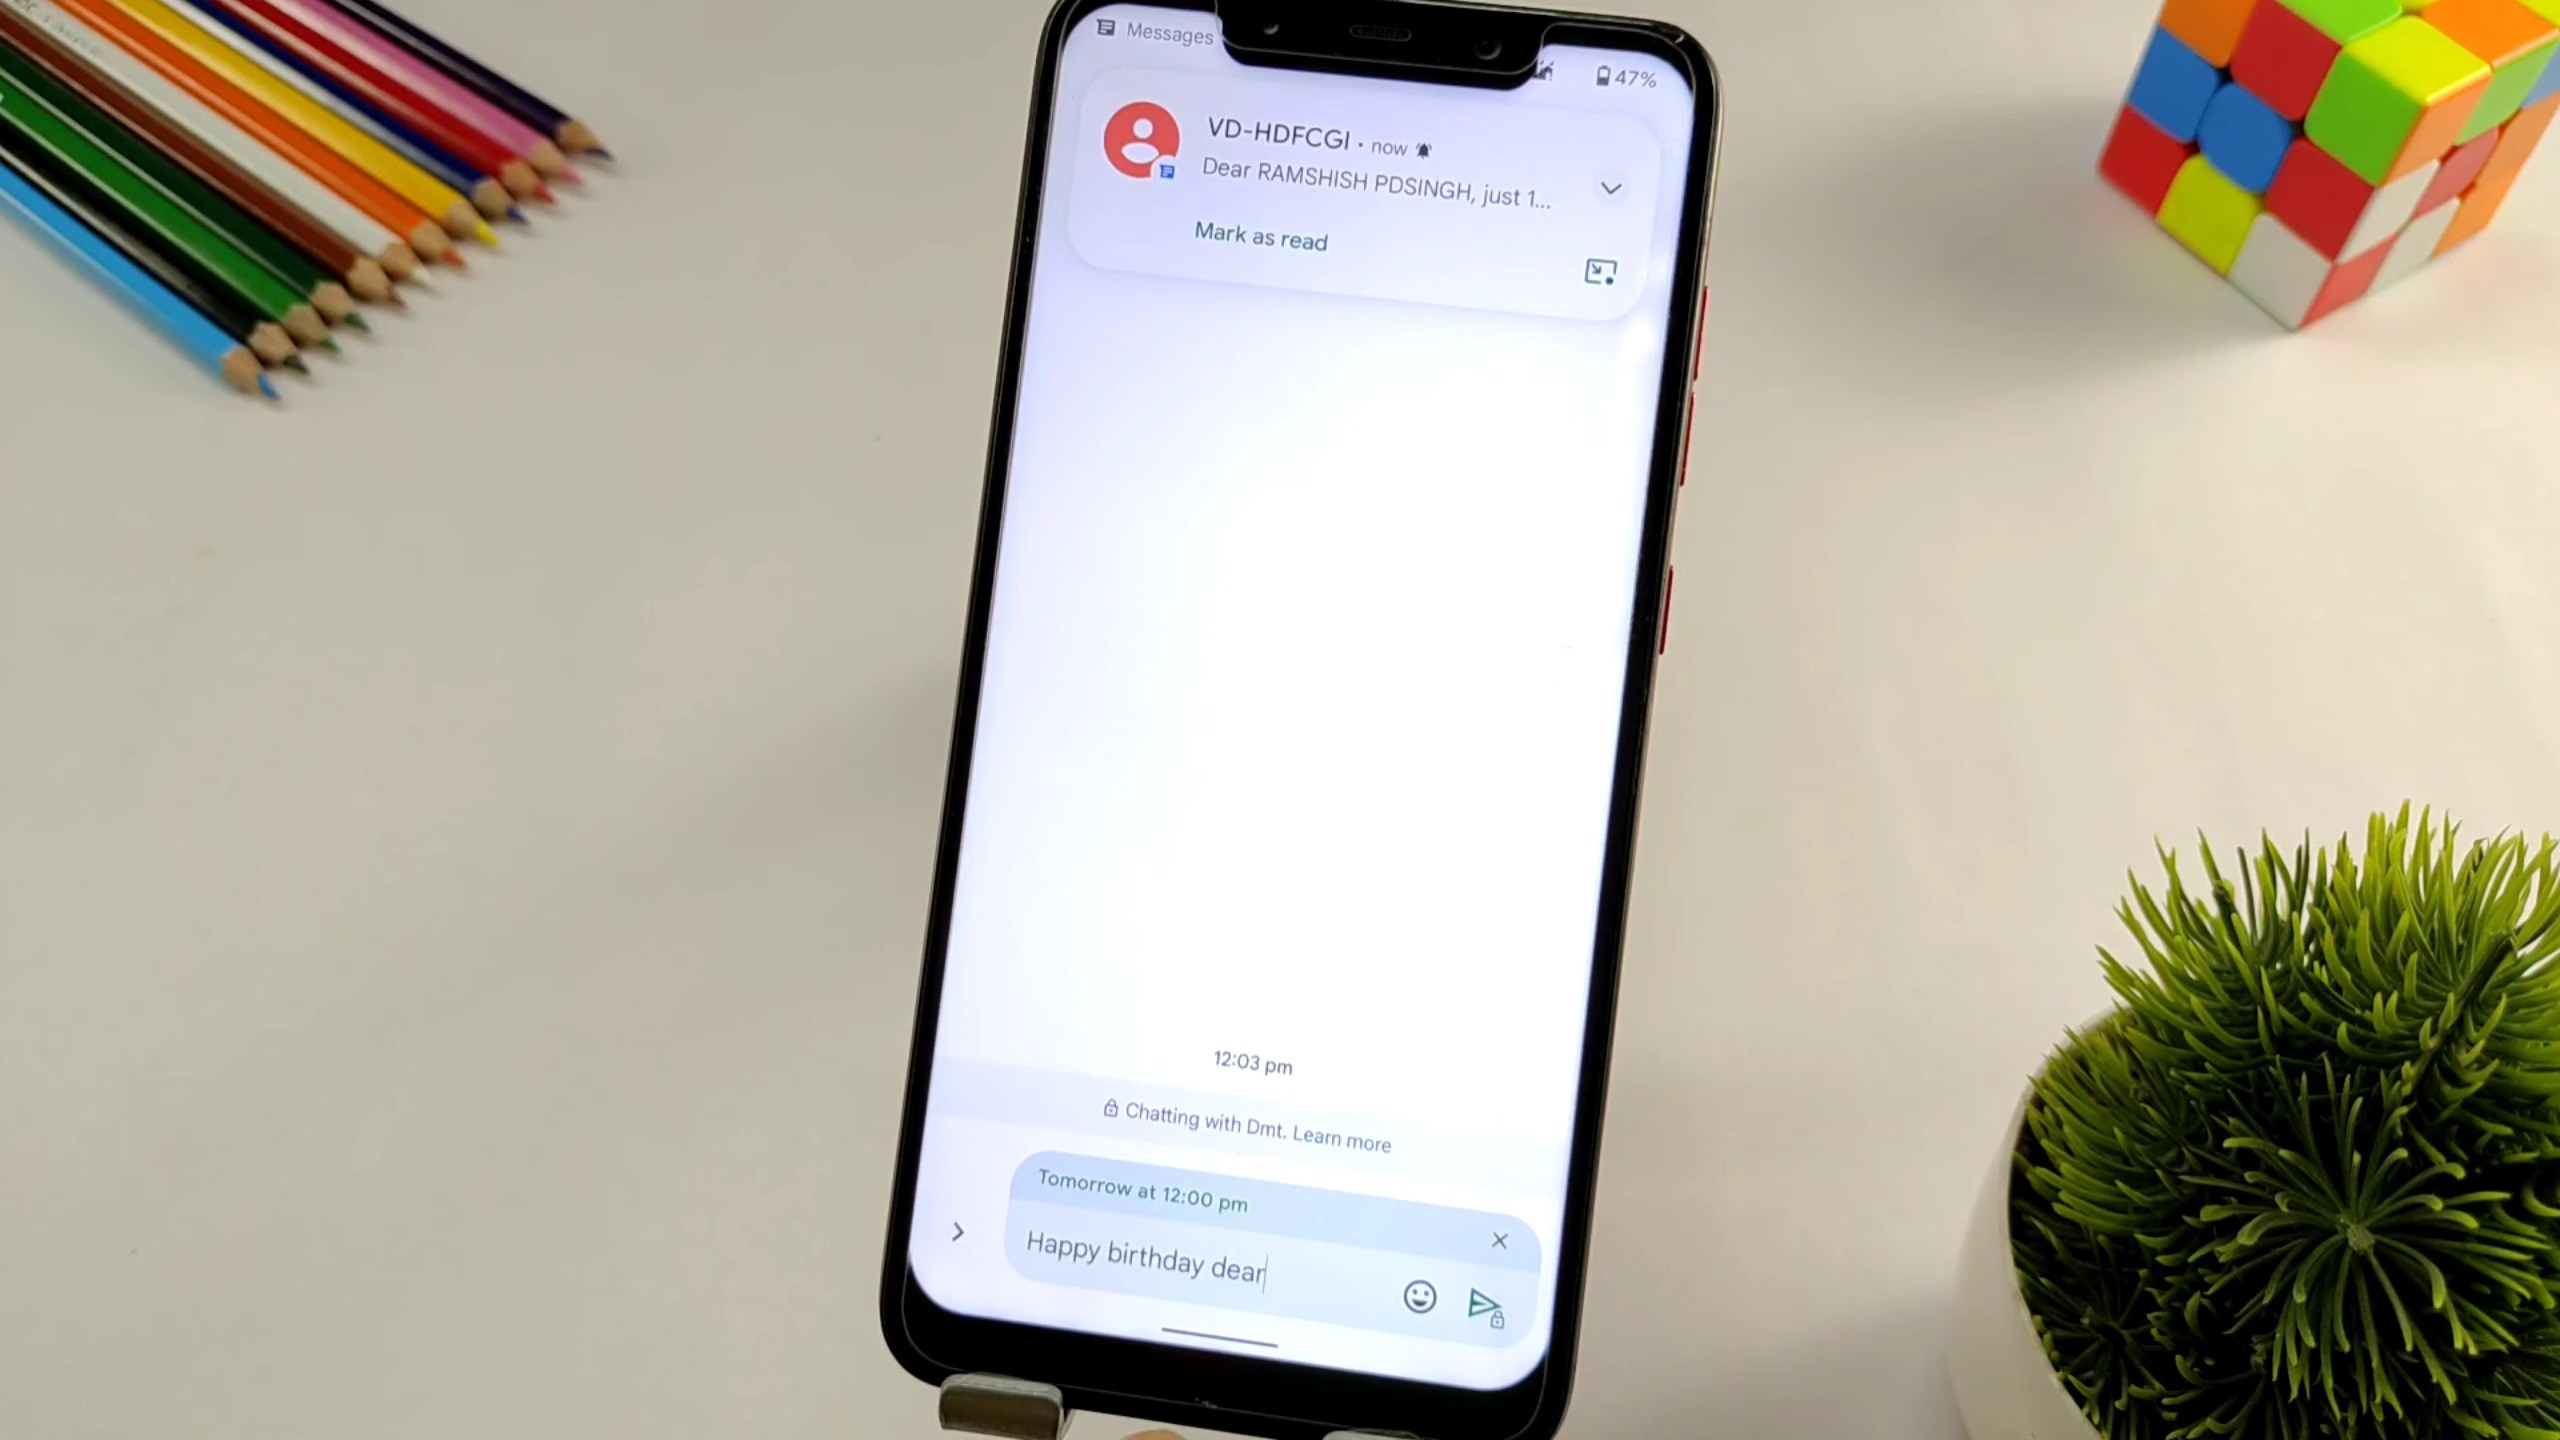 Messages
47%
VD-HDFCGI • now
Dear RAMSHISH PDSINGH, just 1...
Mark as read
12:03 pm
Chatting with Dmt. Learn more
Tomorrow at 12:00 pm
Happy birthday dear